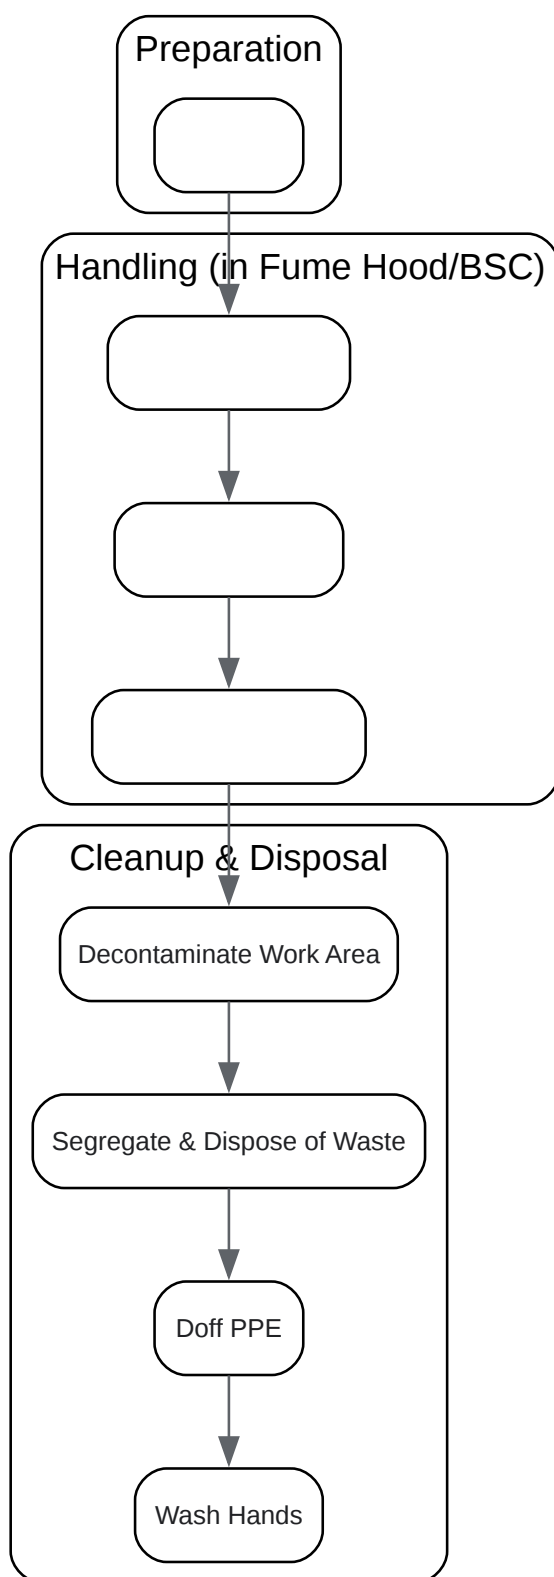 Preparation
Handling (in Fume Hood/BSC)
Cleanup & Disposal
Decontaminate Work Area
Segregate & Dispose of Waste
Doff PPE
Wash Hands